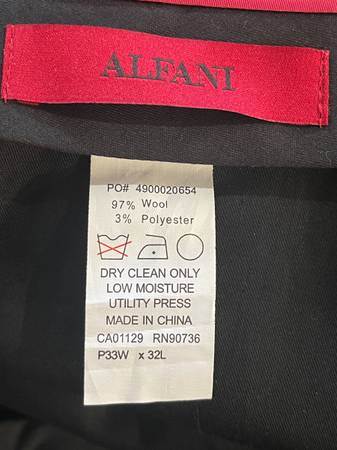 ALFANI
PO# 4900020654
97% Wool
3% Polyester
DRY CLEAN ONLY
LOW MOISTURE
UTILITY PRESS
MADE IN CHINA
CA01129 RN90736
P33W x 32L